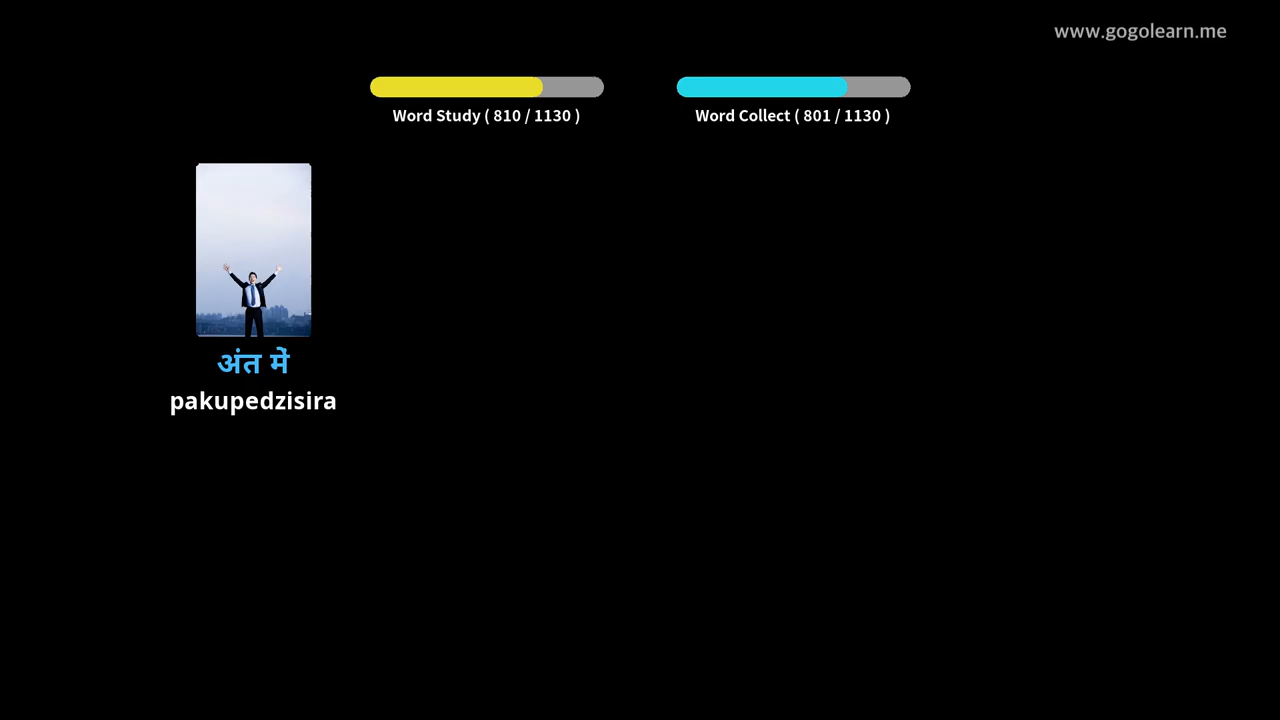 www.gogolearn.me
Word Study ( 810 / 1130 )
Word Collect ( 801 / 1130 )
अंत में
pakupedzisira